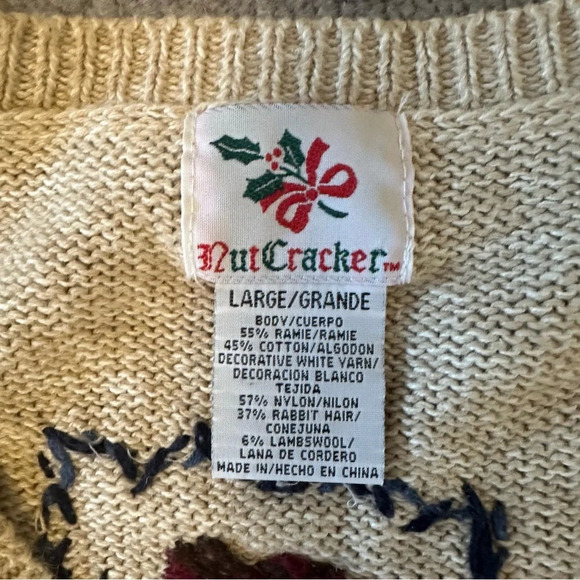 NutCracker™
LARGE/GRANDE
BODY/CUERPO
55% RAMIE/RAMIE
45% COTTON/ALGODON
DECORATIVE WHITE YARN/
DECORACION BLANCO
TEJIDA
57% NYLON/NILON
37% RABBIT HAIR/
CONEJUNA
6% LAMBSWOOL/
LANA DE CORDERO
MADE IN/HECHO EN CHINA